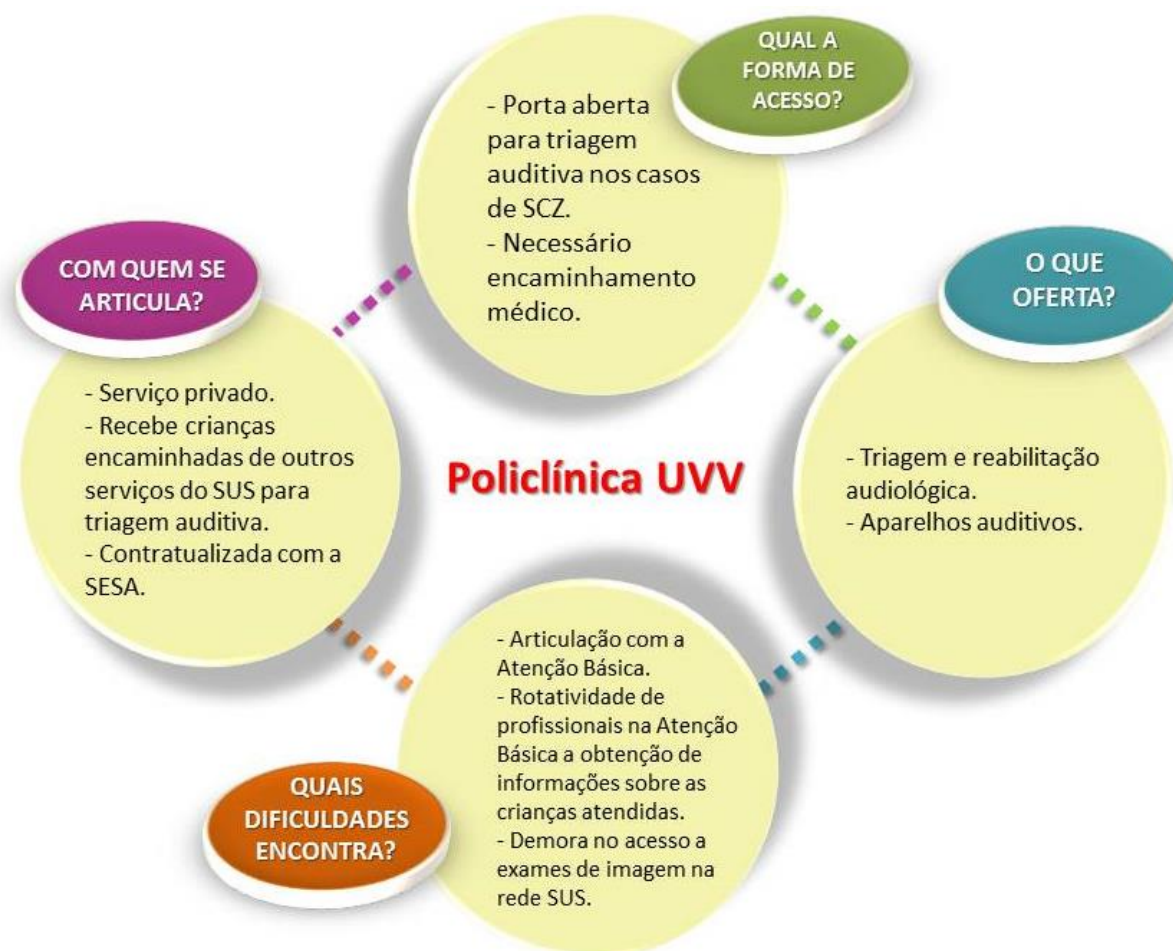 QUAL A
FORMA DE
ACESSO?
- Porta aberta
para triagem
auditiva nos casos
de SCZ.
- Necessário
encaminhamento
médico.
COM QUEM SE
ARTICULA?
- Serviço privado.
- Recebe crianças
encaminhadas de outros
serviços do SUS para
triagem auditiva.
- Contratualizada com a
SESA.
Policlínica UVV
O QUE
OFERTA?
- Triagem e reabilitação
audiológica.
- Aparelhos auditivos.
QUAIS
DIFICULDADES
ENCONTRA?
- Articulação com a
Atenção Básica.
- Rotatividade de
profissionais na Atenção
Básica a obtenção de
informações sobre as
crianças atendidas.
- Demora no acesso a
exames de imagem na
rede SUS.